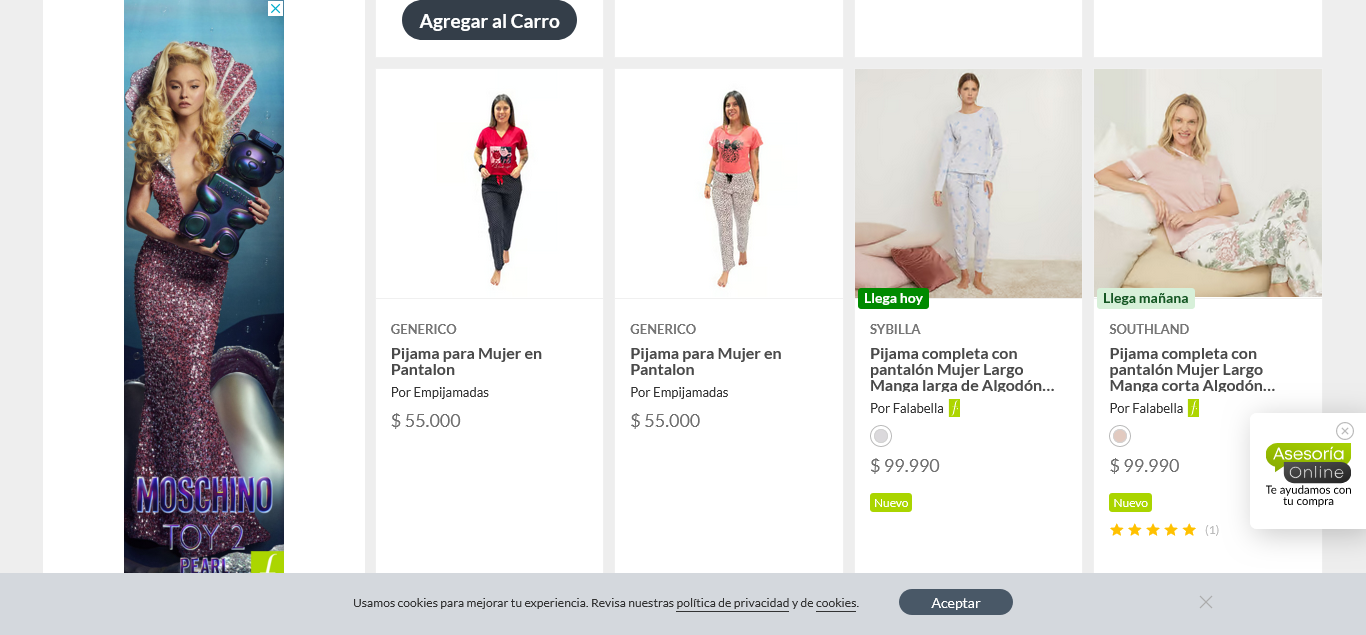 Agregar al Carro
MOSCHINO
TOY 2
PEARL
f
GENERICO
Pijama para Mujer en
Pantalon
Por Empijamadas
$ 55.000
GENERICO
Pijama para Mujer en
Pantalon
Por Empijamadas
$ 55.000
Llega hoy
SYBILLA
Pijama completa con
pantalón Mujer Largo
Manga larga de Algodón...
Por Falabella f.
$ 99.990
Nuevo
Llega mañana
SOUTHLAND
Pijama completa con
pantalón Mujer Largo
Manga corta Algodón...
Por Falabella f.
$ 99.990
Nuevo
(1)
Asesoría
Online
Te ayudamos con
tu compra
Usamos cookies para mejorar tu experiencia. Revisa nuestras política de privacidad y de cookies.
Aceptar